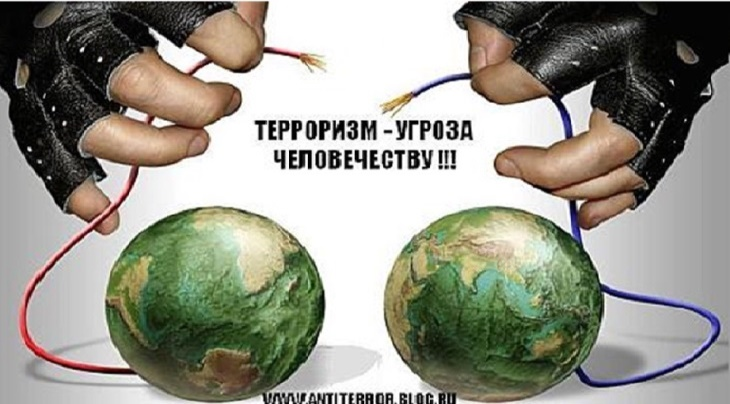 ТЕРРОРИЗМ - УГРОЗА
ЧЕЛОВЕЧЕСТВУ !!!
WWW.ANTITERROR.BLOG.RU